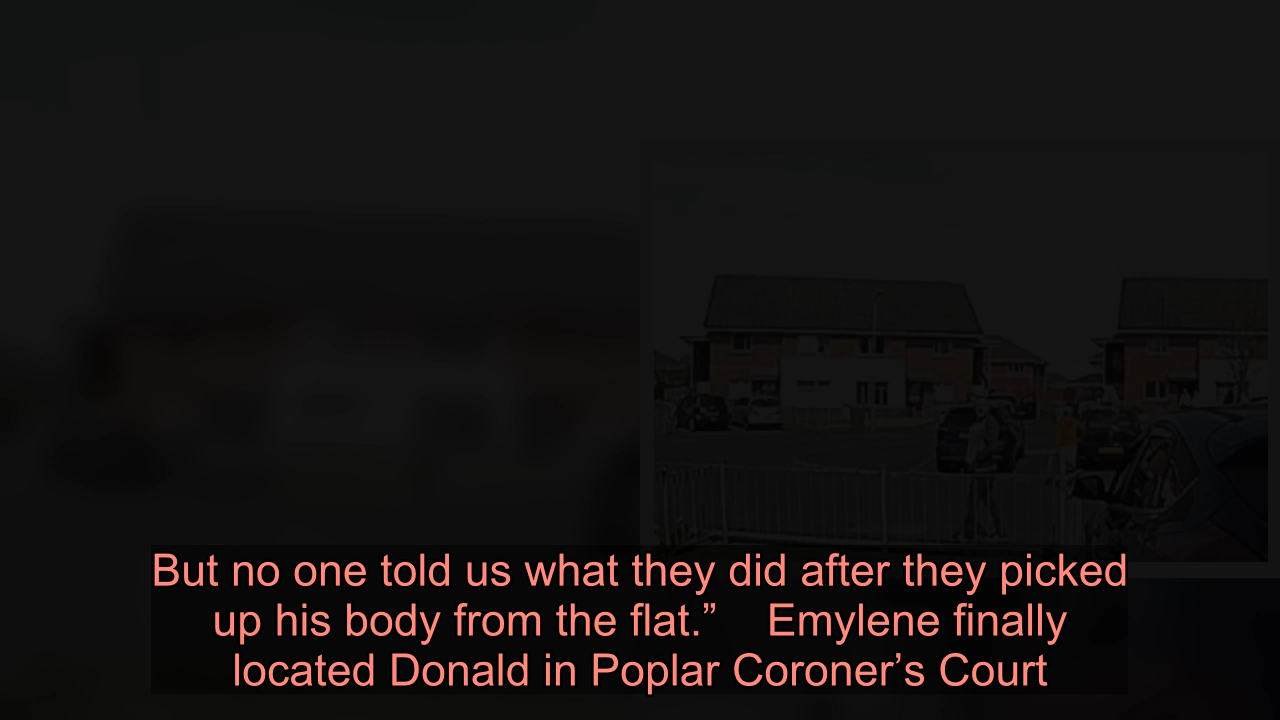 But no one told us what they did after they picked
up his body from the flat.” Emylene finally
located Donald in Poplar Coroner’s Court